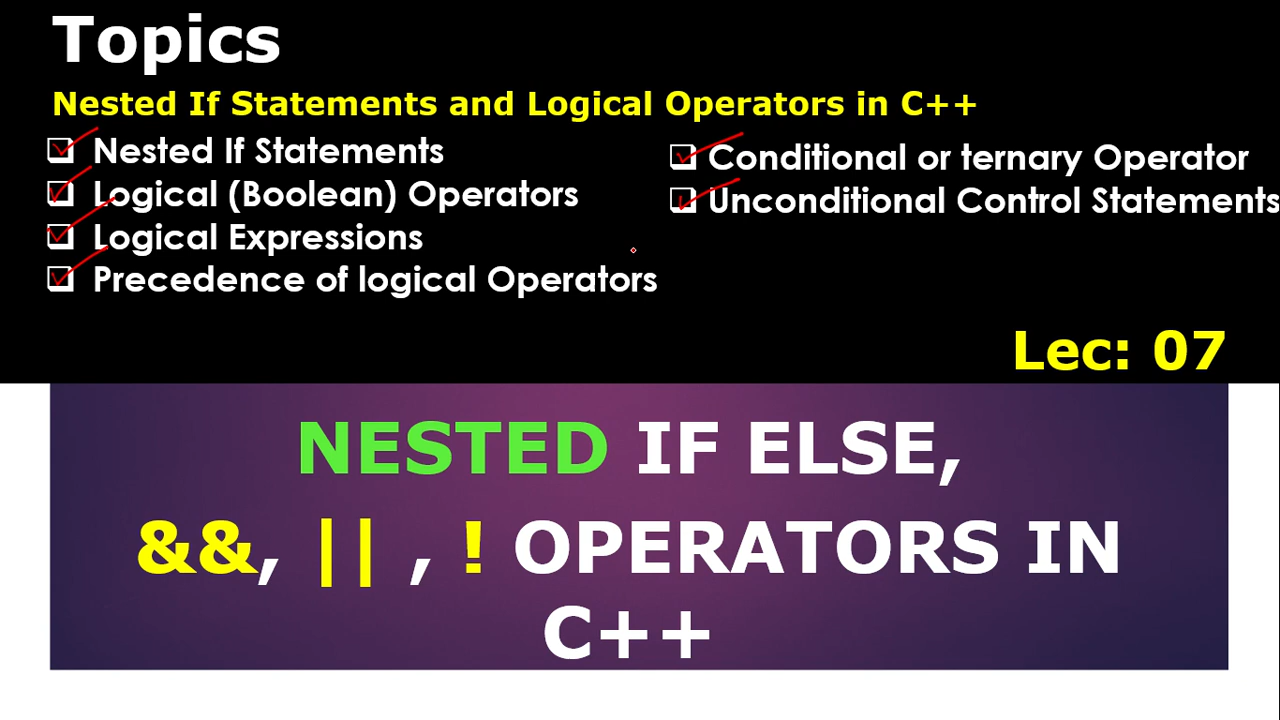 Topics
Nested If Statements and Logical Operators in C++
Nested If Statements
Logical (Boolean) Operators
Logical Expressions
Precedence of logical Operators
Conditional or ternary Operator
Unconditional Control Statements
Lec: 07
NESTED IF ELSE,
&&, || , ! OPERATORS IN
C++